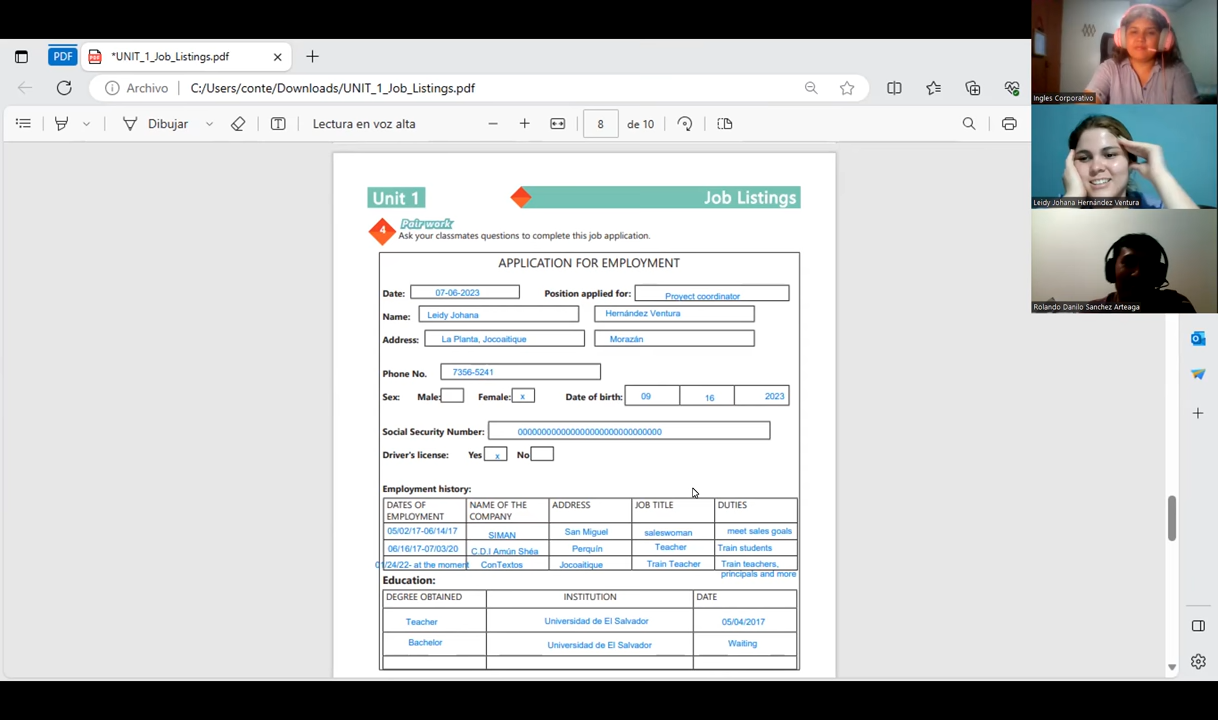 PDF
*UNIT_1_Job_Listings.pdf
Archivo
C:/Users/conte/Downloads/UNIT_1_Job_Listings.pdf
Dibujar
Lectura en voz alta
8
de 10
Ingles Corporativo
Leidy Johana Hernández Ventura
Rolando Danilo Sanchez Arteaga
Unit 1
Job Listings
4
Pair work
Ask your classmates questions to complete this job application.
APPLICATION FOR EMPLOYMENT
Date: 07-06-2023 Position applied for: Proyect coordinator
Name: Leidy Johana Hernández Ventura
Address: La Planta, Jocoaitique Morazán
Phone No. 7356-5241
Sex: Male: Female: x Date of birth: 09 16 2023
Social Security Number: 0000000000000000000000000000
Driver's license: Yes x No
Employment history:
DATES OF EMPLOYMENT NAME OF THE COMPANY ADDRESS JOB TITLE DUTIES
05/02/17-06/14/17 SIMAN San Miguel saleswoman meet sales goals
06/16/17-07/03/20 C.D.I Amún Shéa Perquín Teacher Train students
01/24/22- at the moment ConTextos Jocoaitique Train Teacher Train teachers,
principals and more
Education:
DEGREE OBTAINED INSTITUTION DATE
Teacher Universidad de El Salvador 05/04/2017
Bachelor Universidad de El Salvador Waiting